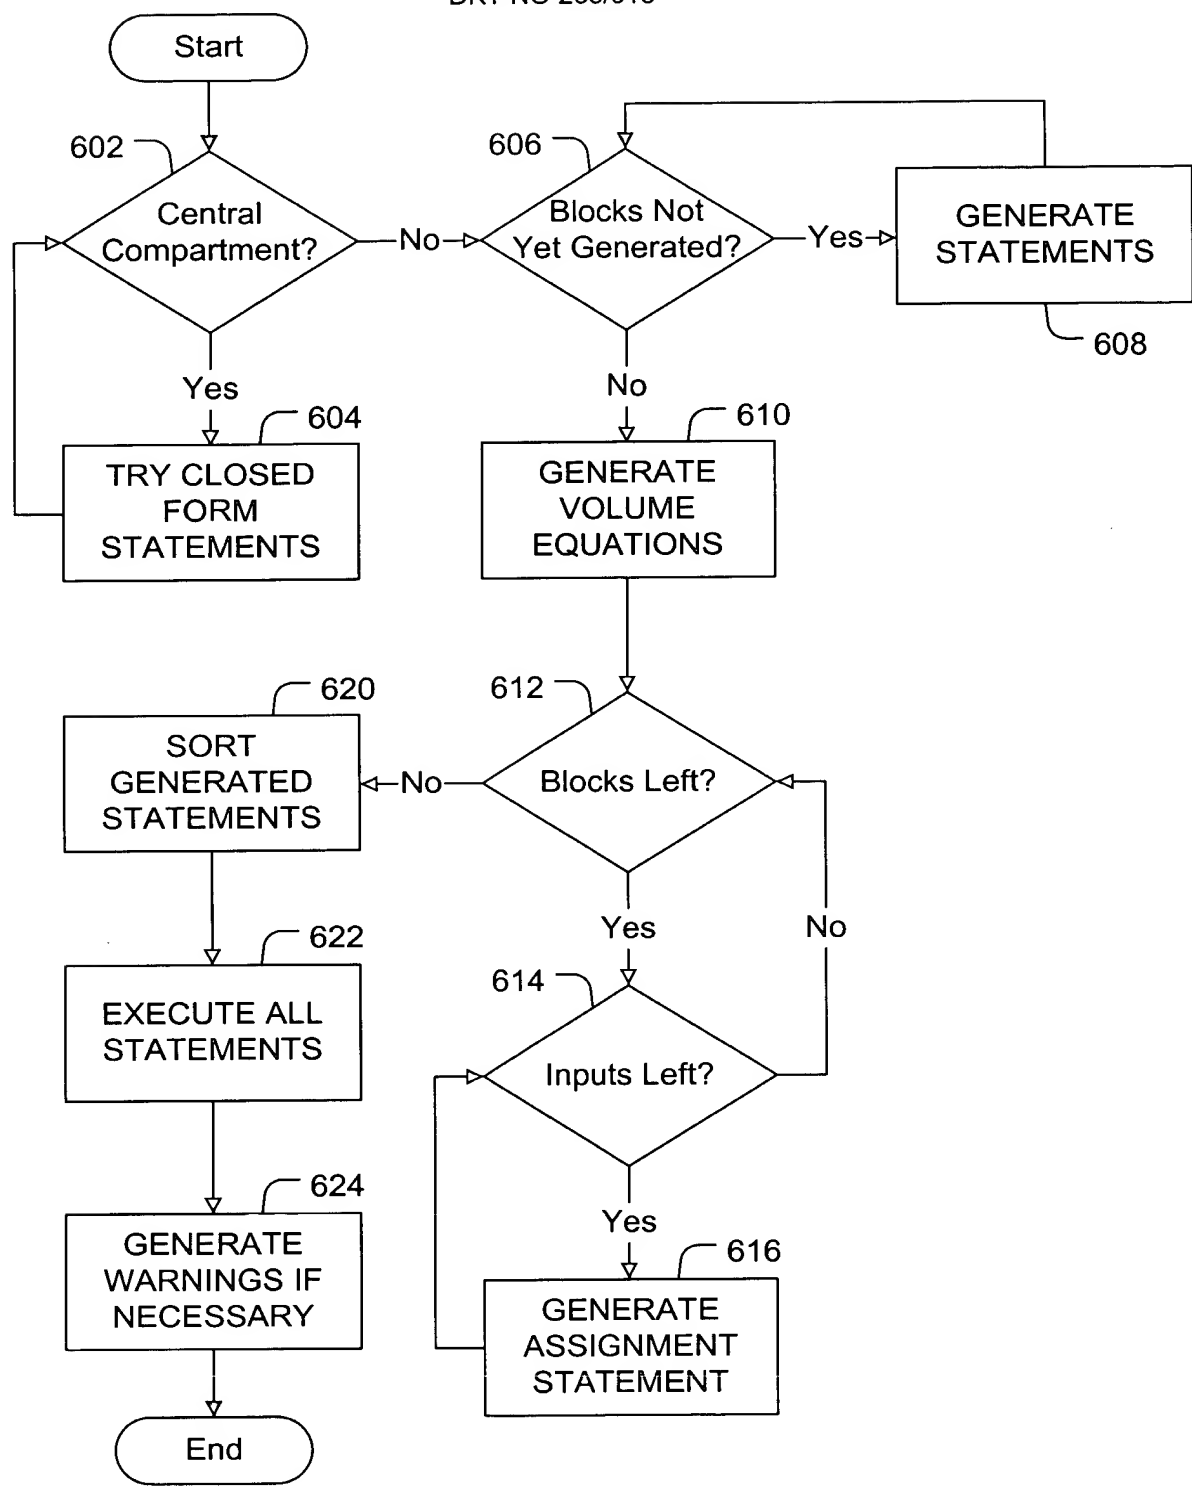 Start
602
Central
Compartment?
No
606
Blocks Not
Yet Generated?
Yes
GENERATE
STATEMENTS
608
Yes
604
TRY CLOSED
FORM
STATEMENTS
No
610
GENERATE
VOLUME
EQUATIONS
612
Blocks Left?
No
620
SORT
GENERATED
STATEMENTS
Yes
No
614
Inputs Left?
622
EXECUTE ALL
STATEMENTS
Yes
616
GENERATE
ASSIGNMENT
STATEMENT
624
GENERATE
WARNINGS IF
NECESSARY
End